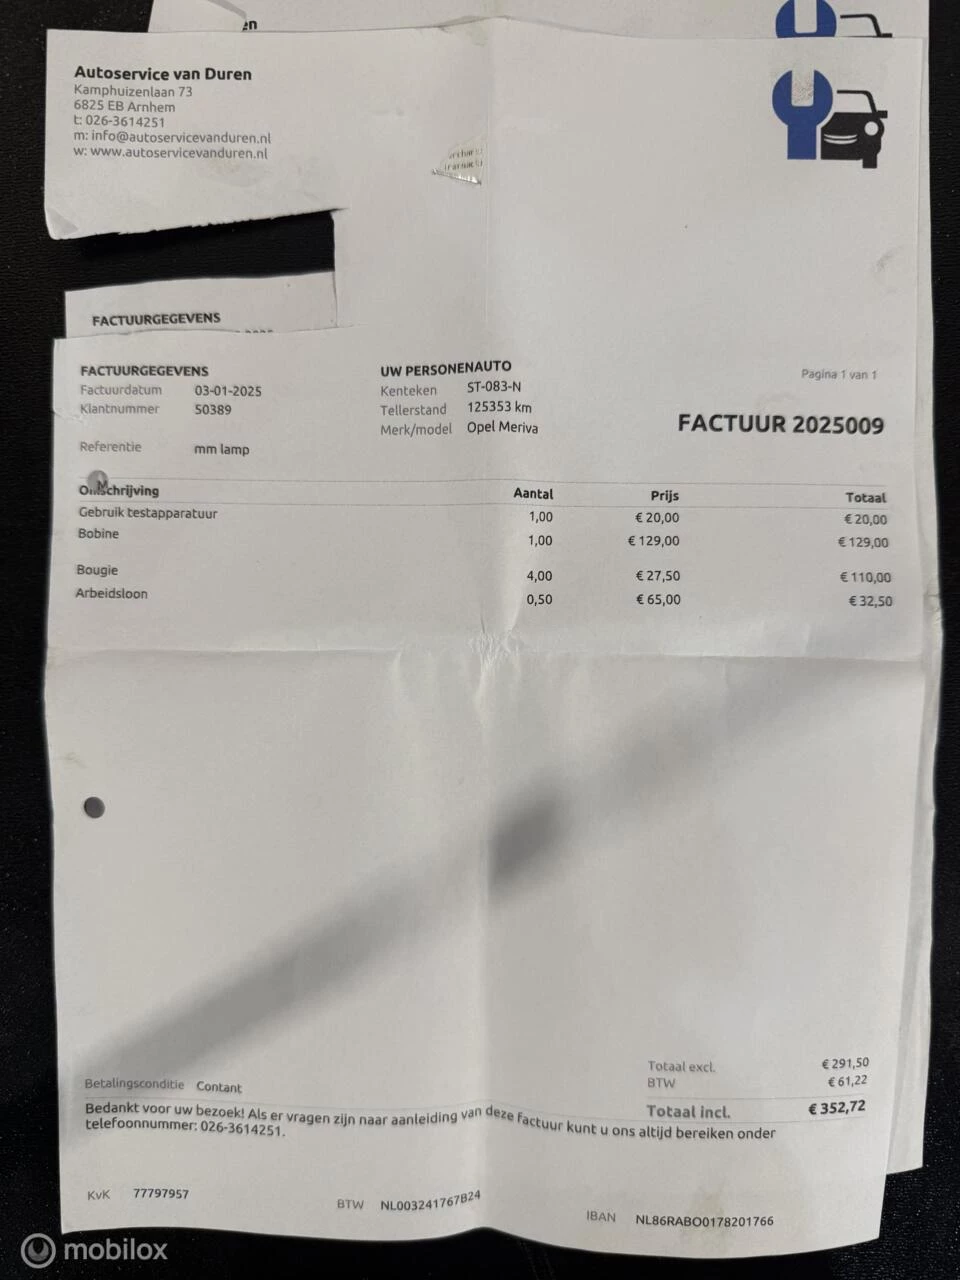 en
en
Autoservice van Duren
Kamphuizenlaan 73
6825 EB Arnhem
t: 026-3614251
m: info@autoservicevanduren.nl
w: www.autoservicevanduren.nl
FACTUURGEGEVENS
FACTUURGEGEVENS
Factuurdatum 03-01-2025
Klantnummer 50389
Referentie mm lamp
UW PERSONENAUTO
Kenteken ST-083-N
Tellerstand 125353 km
Merk/model Opel Meriva
Pagina 1 van 1
FACTUUR 2025009
Omschrijving Aantal Prijs Totaal
Gebruik testapparatuur 1,00 € 20,00 € 20,00
Bobine 1,00 € 129,00 € 129,00
Bougie 4,00 € 27,50 € 110,00
Arbeidsloon 0,50 € 65,00 € 32,50
Totaal excl. € 291,50
BTW € 61,22
Totaal incl. € 352,72
Betalingsconditie Contant
Bedankt voor uw bezoek! Als er vragen zijn naar aanleiding van deze factuur kunt u ons altijd bereiken onder
telefoonnummer: 026-3614251.
KvK 77797957
BTW NL003241767B24
IBAN NL86RABO0178201766
mobilox